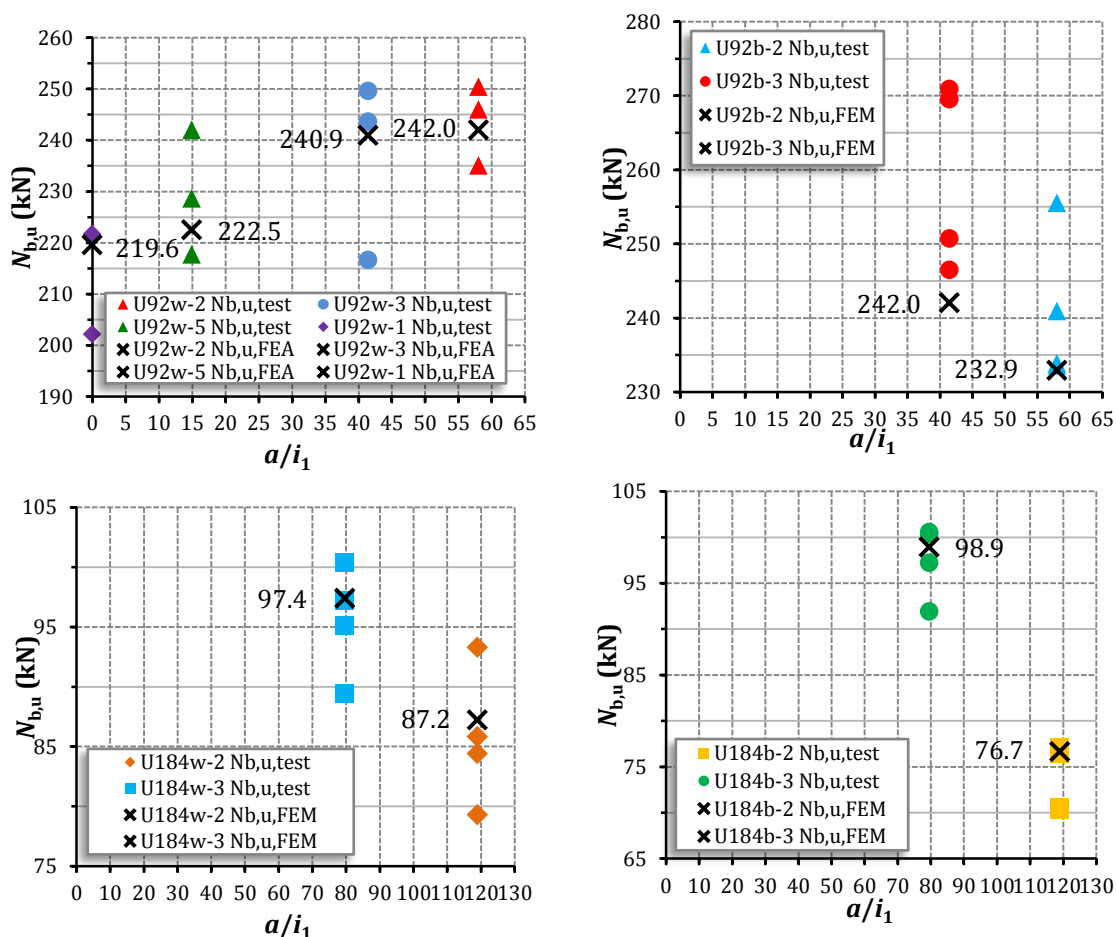 260
250
240
230
220
210
200
190
N_b,u (kN)
240.9
242.0
219.6
222.5
U92w-2 Nb,u,test
U92w-3 Nb,u,test
U92w-5 Nb,u,test
U92w-1 Nb,u,test
U92w-2 Nb,u,FEA
U92w-3 Nb,u,FEA
U92w-5 Nb,u,FEA
U92w-1 Nb,u,FEA
0 5 10 15 20 25 30 35 40 45 50 55 60 65
a/i₁
280
270
260
250
240
230
N_b,u (kN)
U92b-2 Nb,u,test
U92b-3 Nb,u,test
U92b-2 Nb,u,FEM
U92b-3 Nb,u,FEM
242.0
232.9
0 5 10 15 20 25 30 35 40 45 50 55 60 65
a/i₁
105
95
85
75
N_b,u (kN)
97.4
87.2
U184w-2 Nb,u,test
U184w-3 Nb,u,test
U184w-2 Nb,u,FEM
U184w-3 Nb,u,FEM
0 10 20 30 40 50 60 70 80 90 100 110 120 130
a/i₁
105
95
85
75
65
N_b,u (kN)
98.9
76.7
U184b-2 Nb,u,test
U184b-3 Nb,u,test
U184b-2 Nb,u,FEM
U184b-3 Nb,u,FEM
0 10 20 30 40 50 60 70 80 90 100 110 120 130
a/i₁